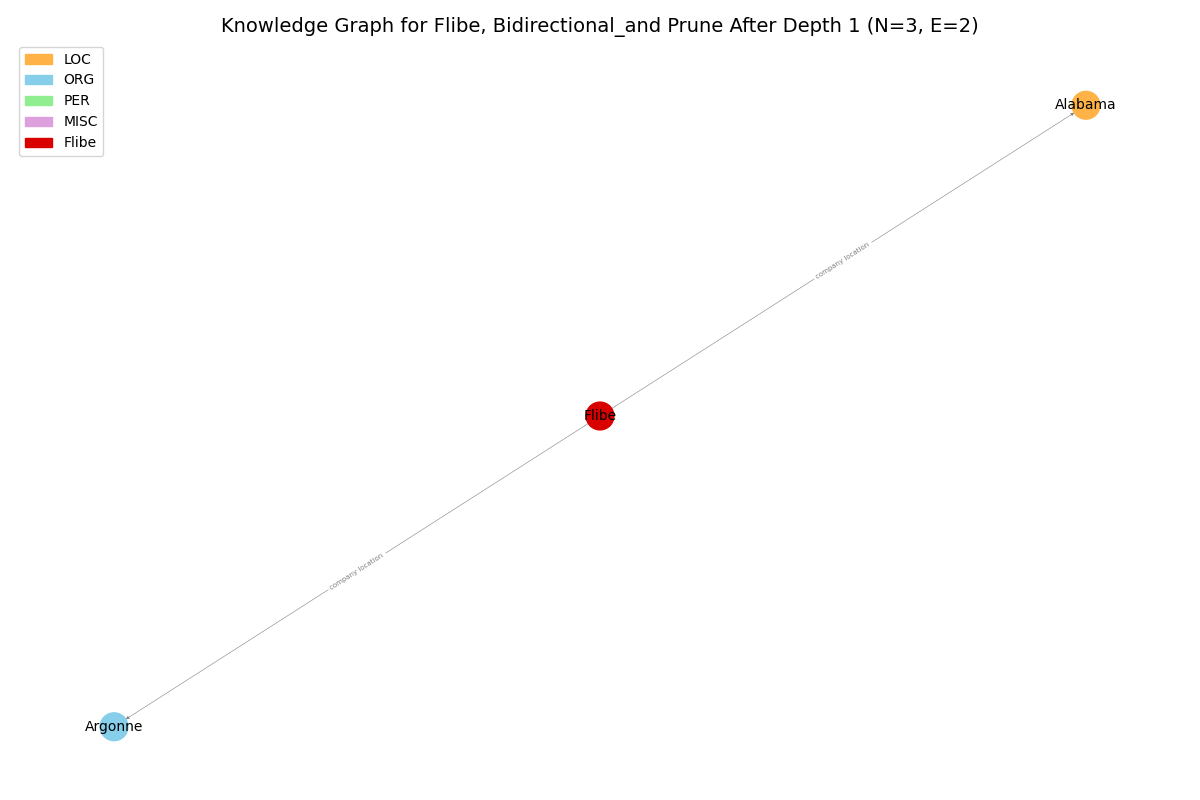 Knowledge Graph for Flibe, Bidirectional_and Prune After Depth 1 (N=3, E=2)
LOC
ORG
PER
MISC
Flibe
Alabama
company location
Flibe
company location
Argonne